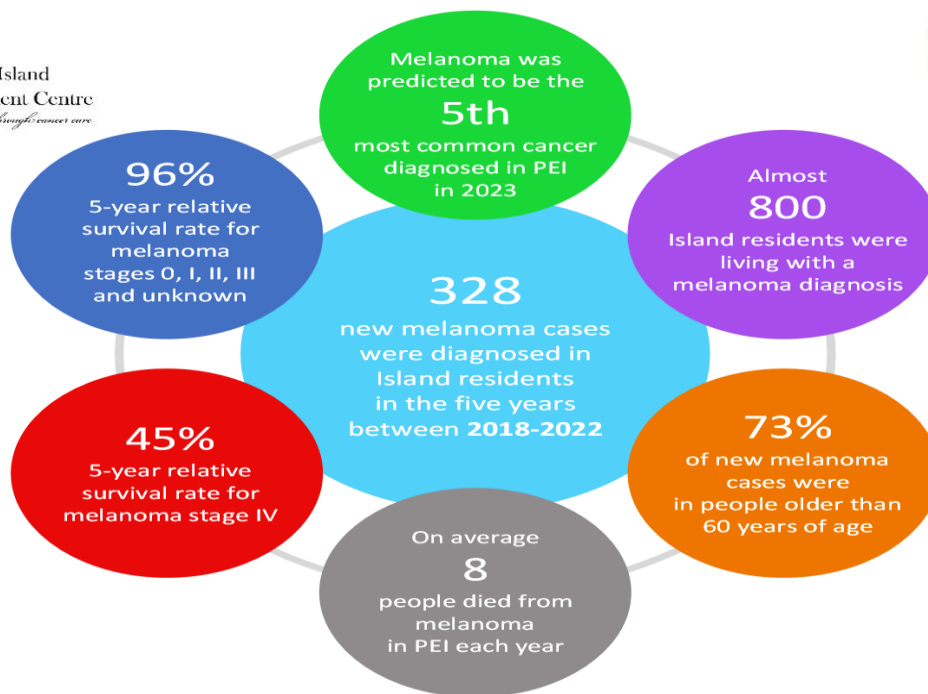 Island
ent Centre
through cancer care
Melanoma was
predicted to be the
5th
most common cancer
diagnosed in PEI
in 2023
96%
5-year relative
survival rate for
melanoma
stages 0, I, II, III
and unknown
Almost
800
Island residents were
living with a
melanoma diagnosis
328
new melanoma cases
were diagnosed in
Island residents
in the five years
between 2018-2022
45%
5-year relative
survival rate for
melanoma stage IV
73%
of new melanoma
cases were
in people older than
60 years of age
On average
8
people died from
melanoma
in PEI each year